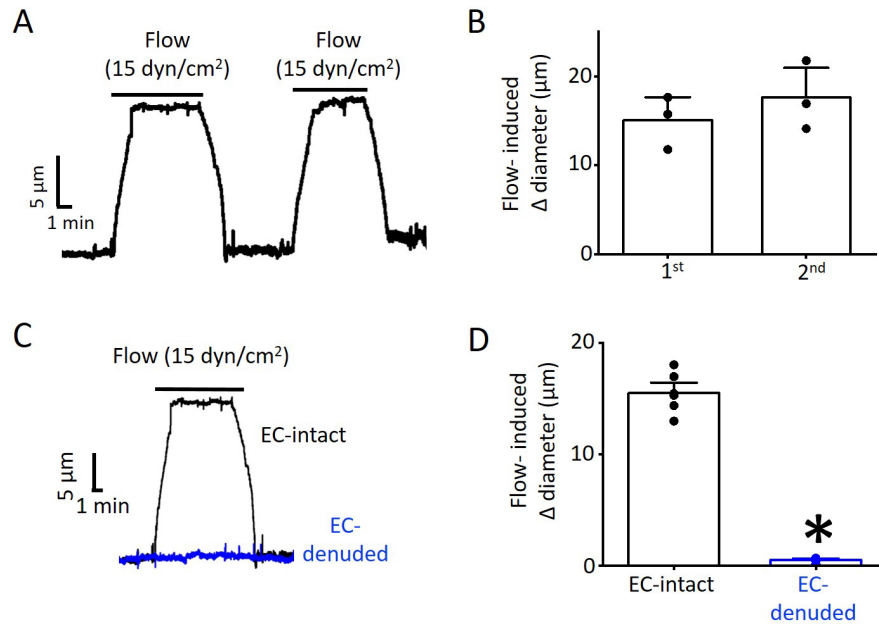 A
Flow
(15 dyn/cm²)
Flow
(15 dyn/cm²)
5 µm
1 min
B
Flow- induced
Δ diameter (µm)
20
10
0
1st
2nd
C
Flow (15 dyn/cm²)
EC-intact
EC-
denuded
5 µm
1 min
D
Flow- induced
Δ diameter (µm)
20
10
0
*
EC-intact
EC-
denuded